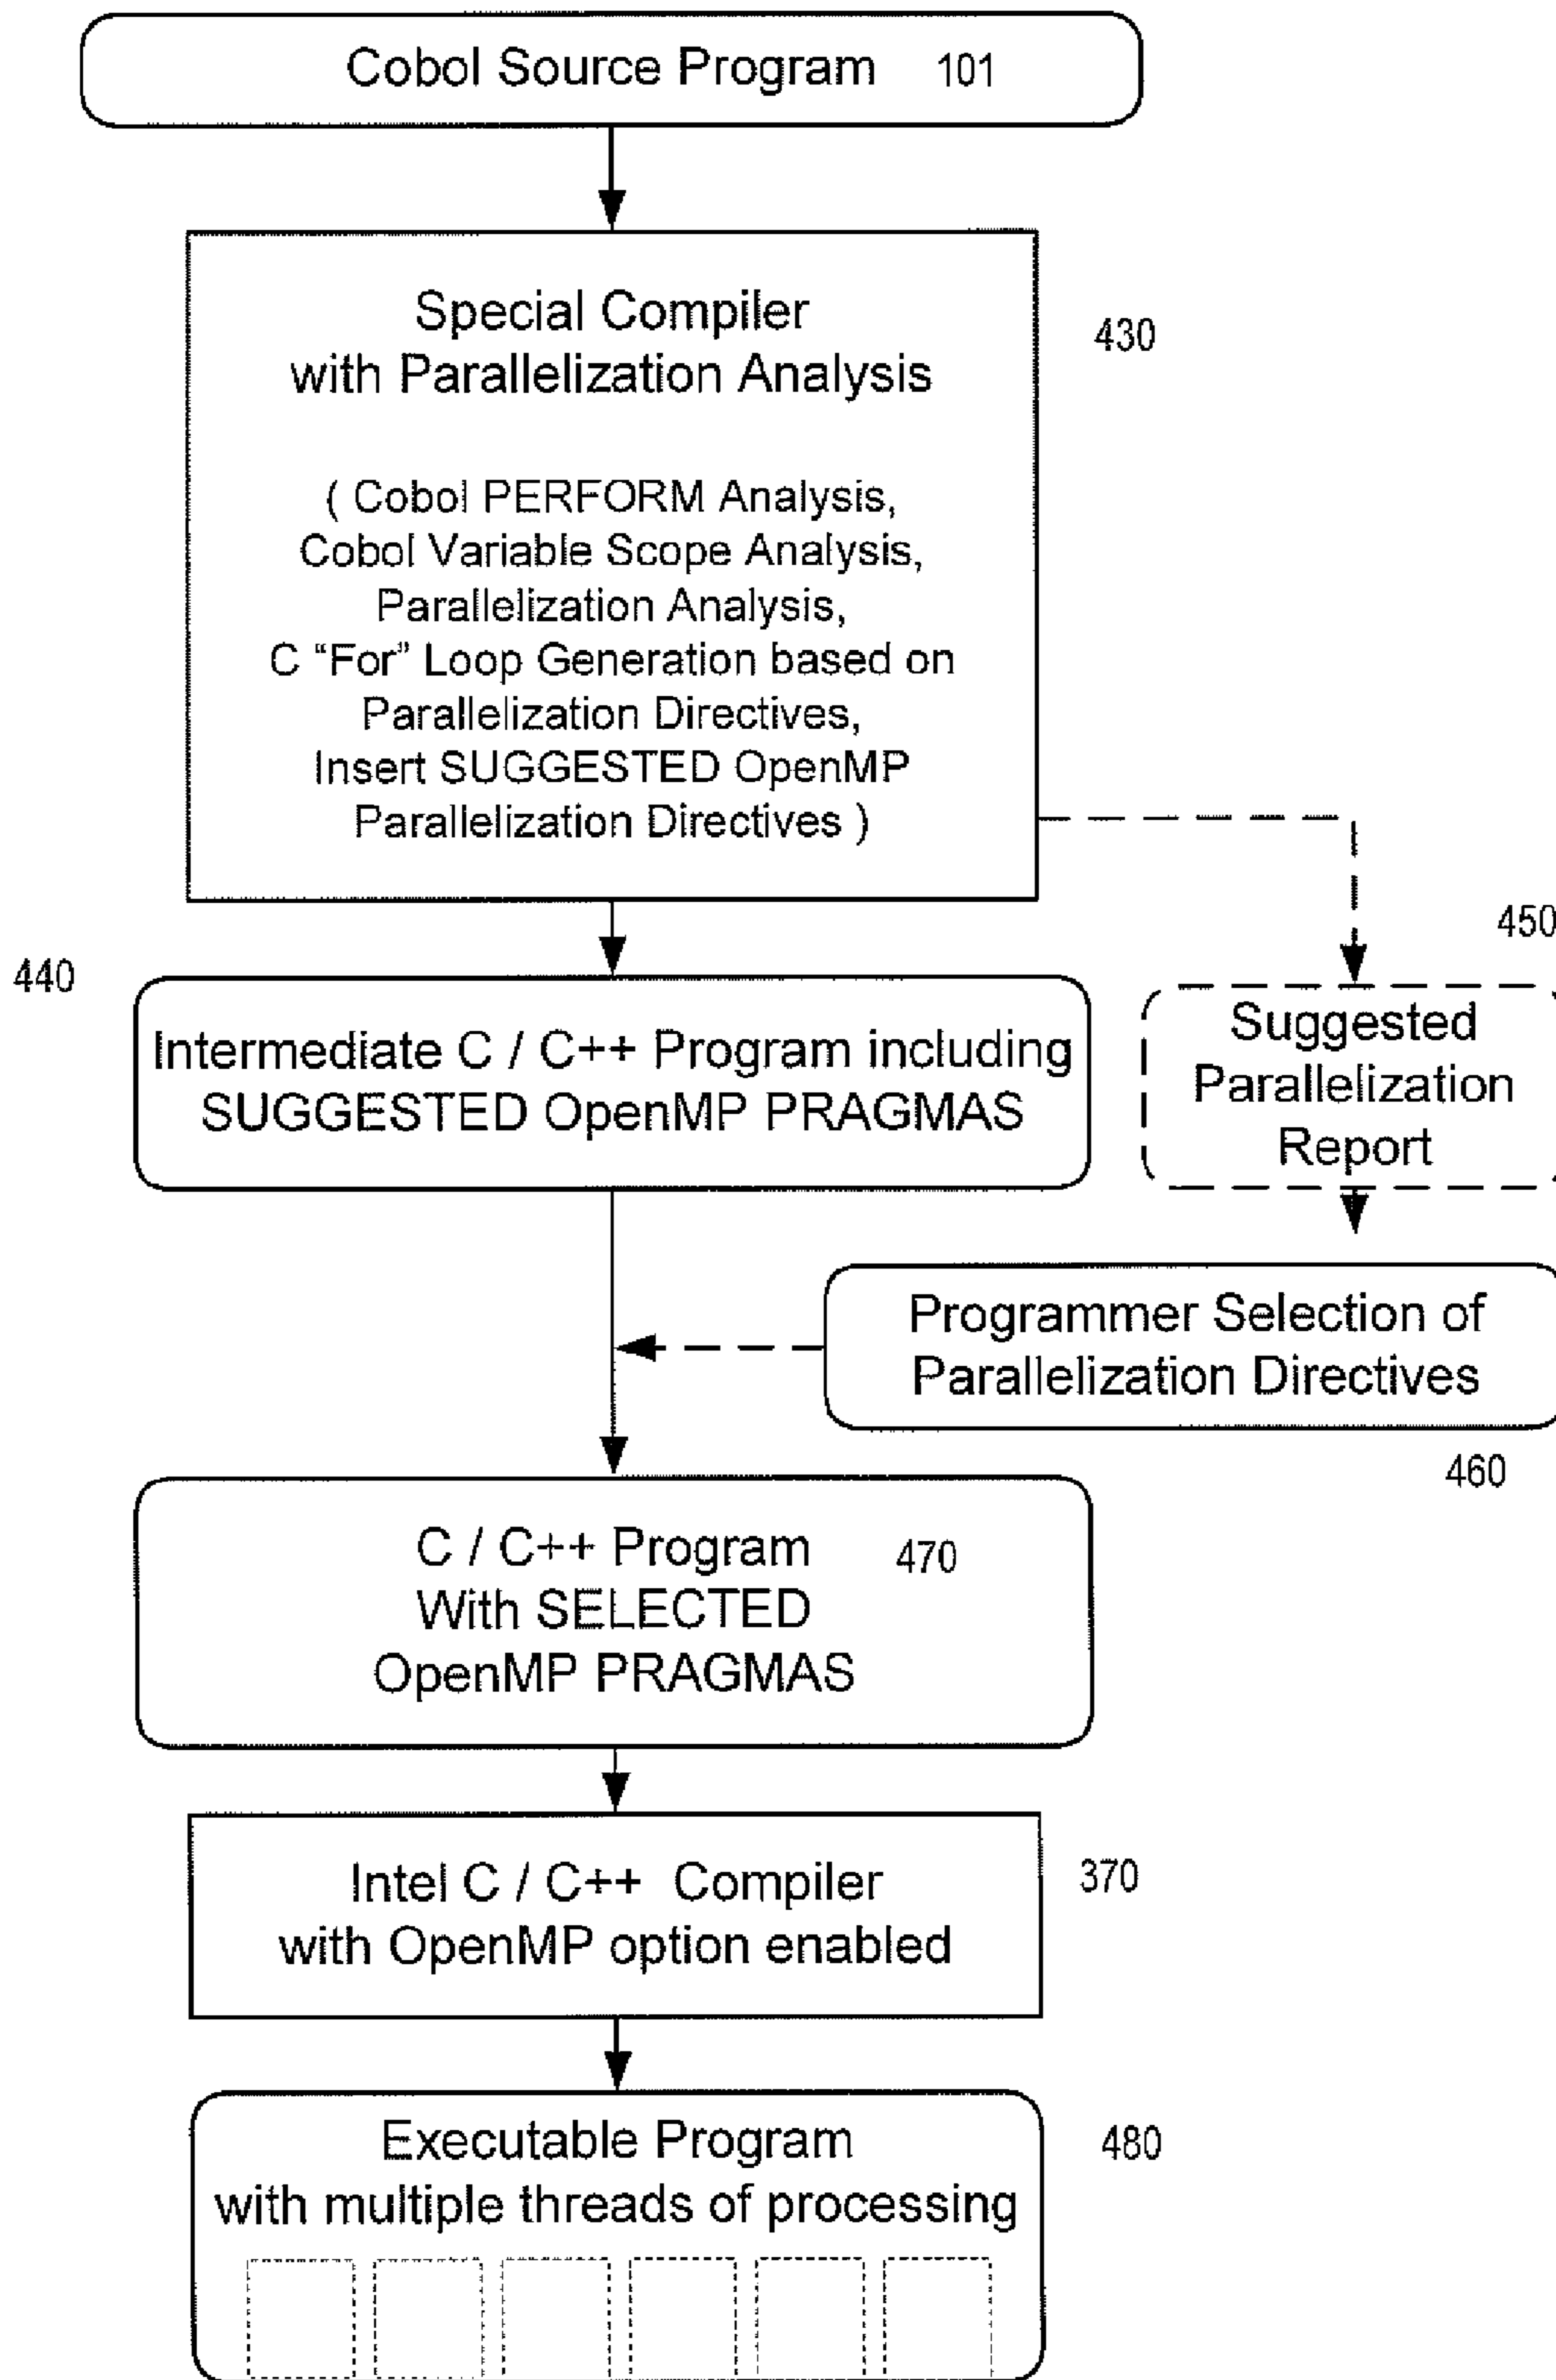 Cobol Source Program 101
Special Compiler
with Parallelization Analysis
430
( Cobol PERFORM Analysis,
Cobol Variable Scope Analysis,
Parallelization Analysis,
C “For” Loop Generation based on
Parallelization Directives,
Insert SUGGESTED OpenMP
Parallelization Directives )
450
440
Intermediate C / C++ Program including
SUGGESTED OpenMP PRAGMAS
Suggested
Parallelization
Report
Programmer Selection of
Parallelization Directives
460
C / C++ Program 470
With SELECTED
OpenMP PRAGMAS
Intel C / C++ Compiler
with OpenMP option enabled
370
Executable Program
with multiple threads of processing
480